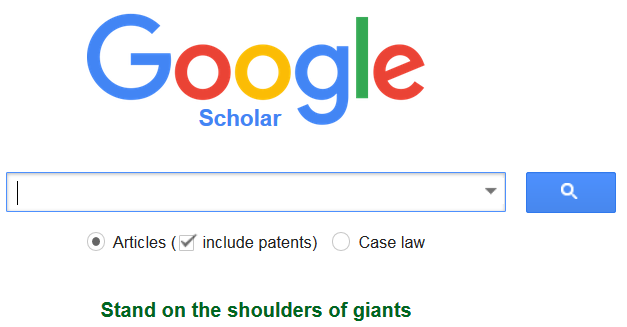 Google
Scholar
Articles (include patents) Case law
Stand on the shoulders of giants